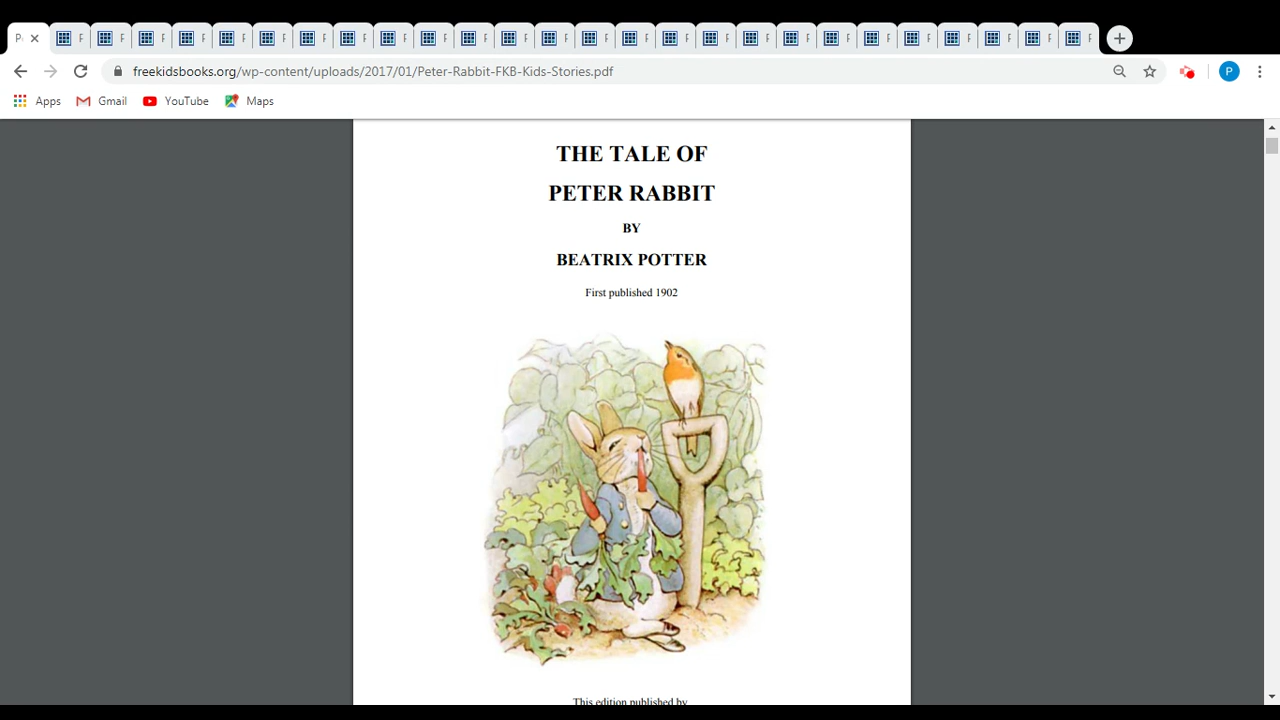 freekidsbooks.org/wp-content/uploads/2017/01/Peter-Rabbit-FKB-Kids-Stories.pdf
P
Apps Gmail YouTube Maps
THE TALE OF
PETER RABBIT
BY
BEATRIX POTTER
First published 1902
This edition published by